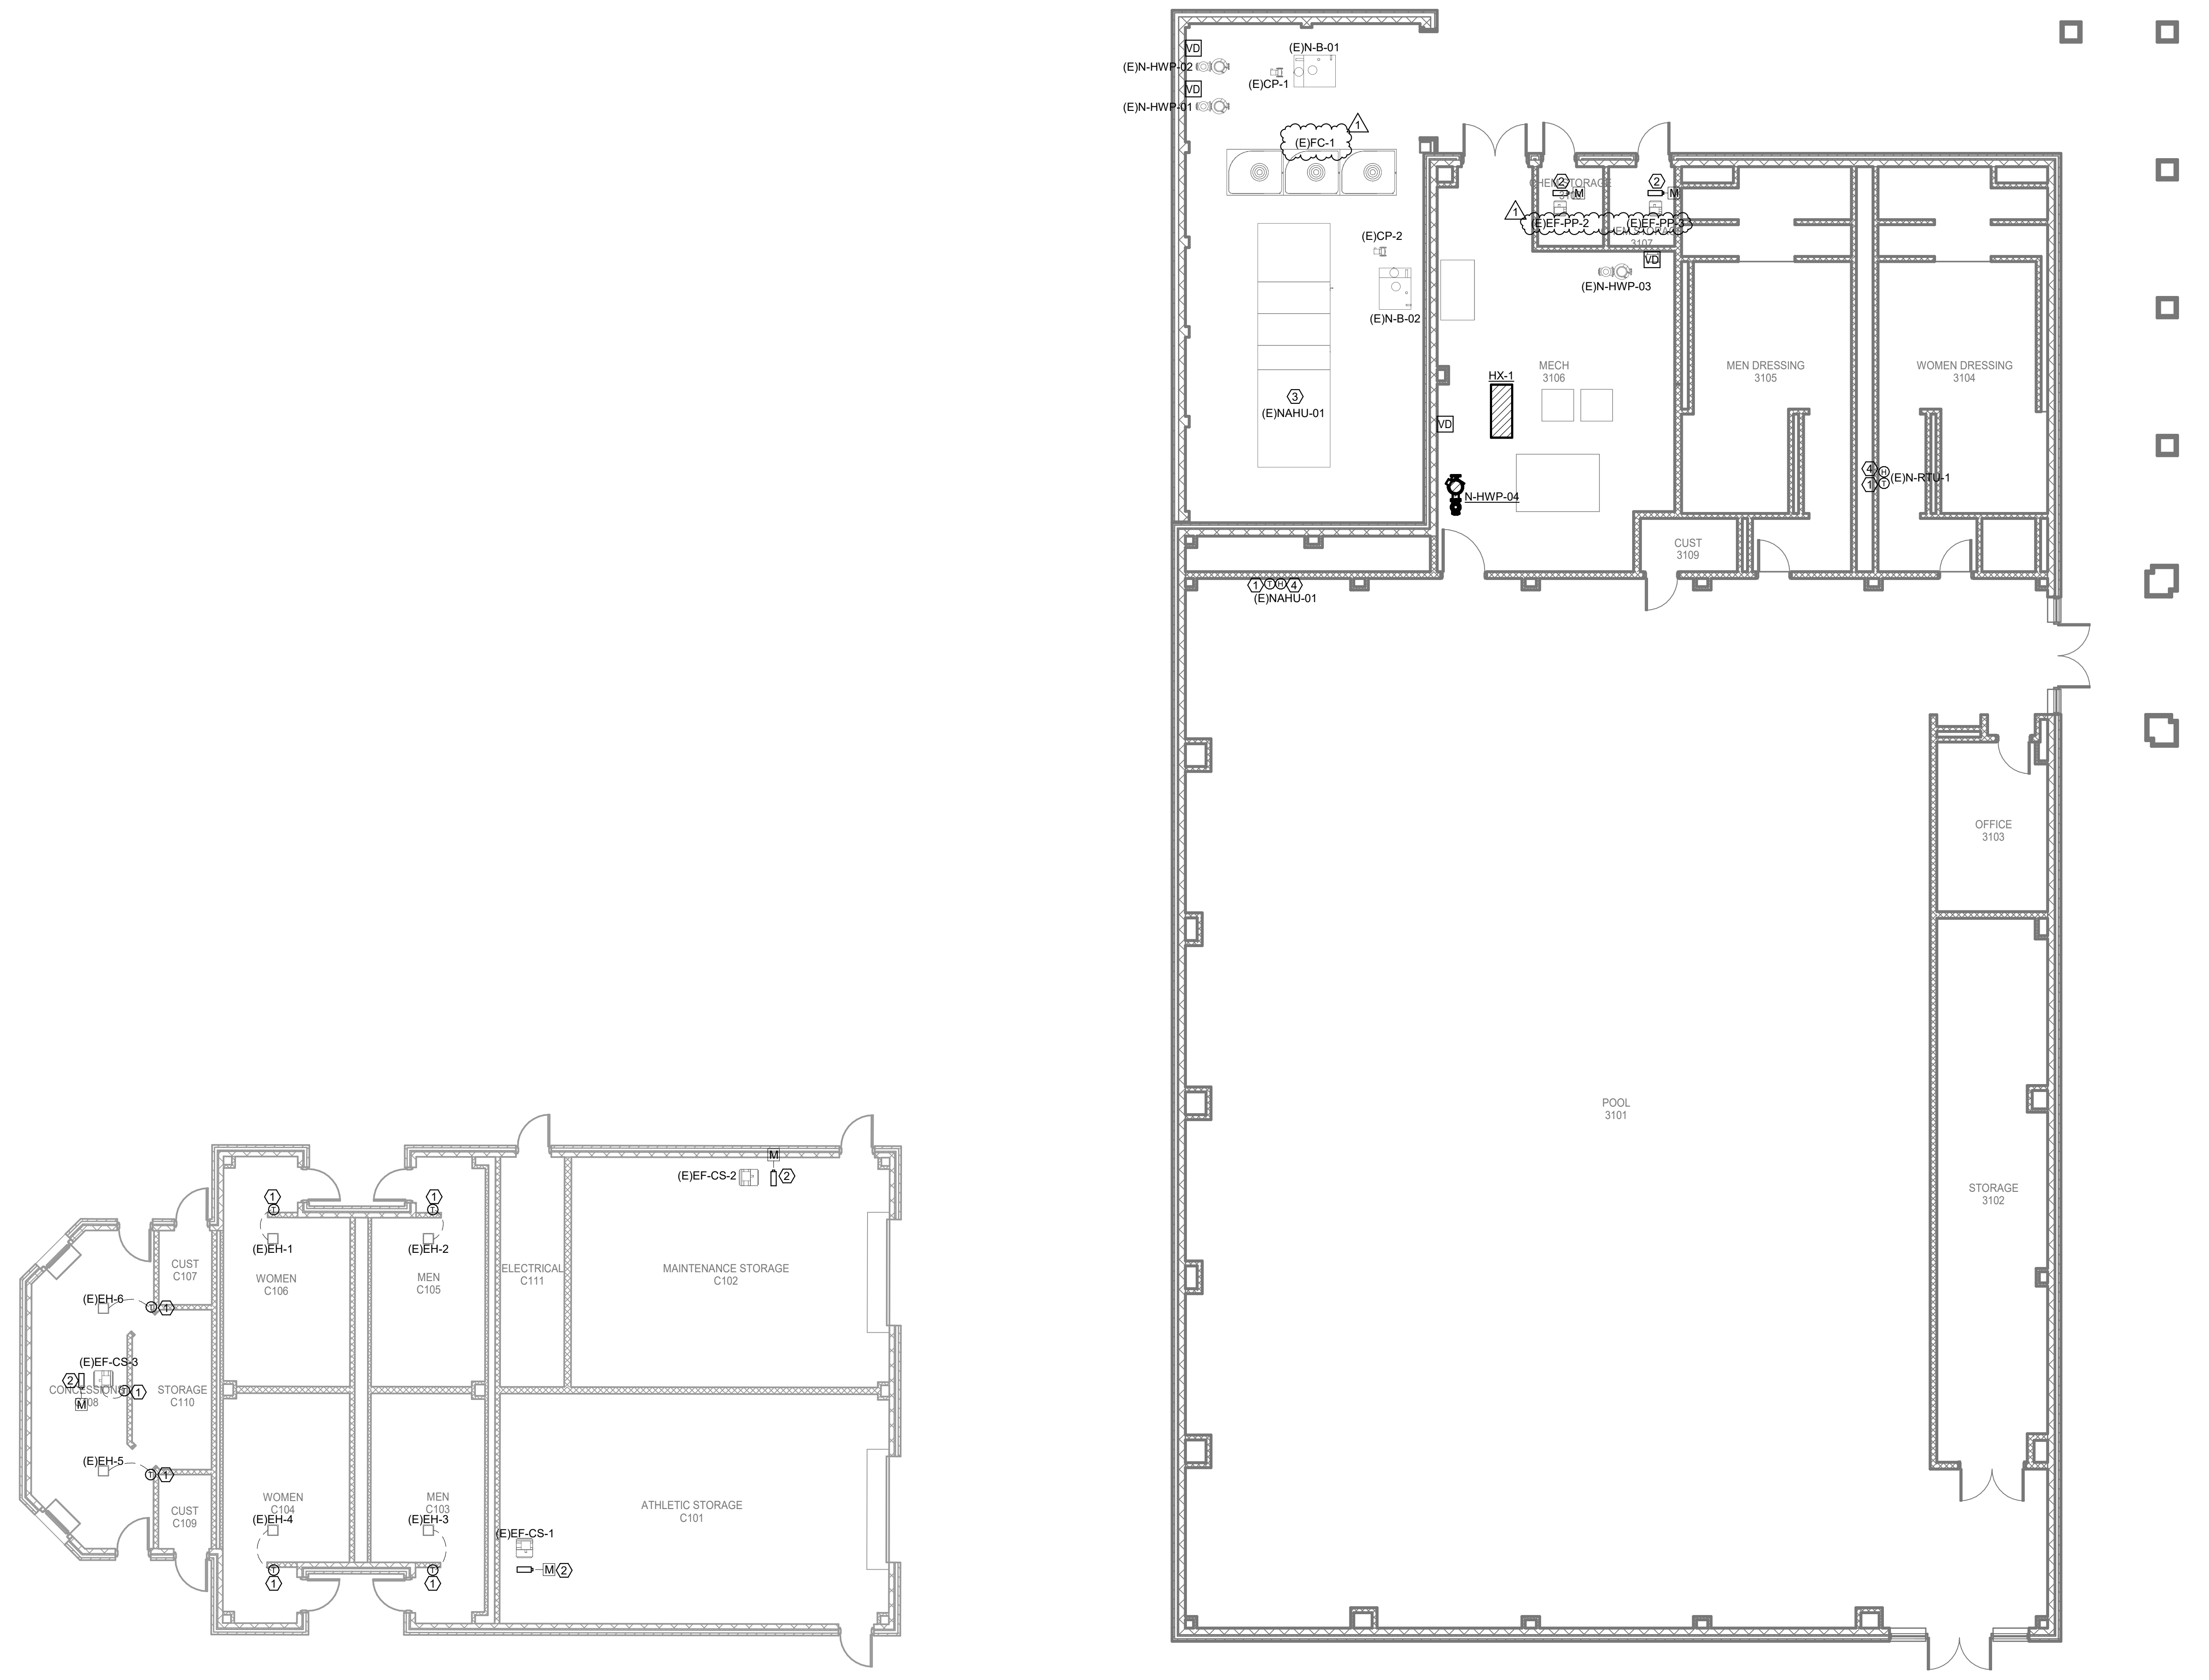 VD
(E)N-HWP-02
(E)N-B-01
(E)CP-1
VD
(E)N-HWP-01
1
(E)FC-1
2
M
2
M
CHEM STORAGE
1
(E)EF-PP-2
(E)EF-PP-3
3107
(E)CP-2
VD
(E)N-HWP-03
(E)N-B-02
MECH
3106
MEN DRESSING
3105
WOMEN DRESSING
3104
HX-1
3
(E)NAHU-01
VD
4
H
(E)N-RTU-1
1
T
N-HWP-04
CUST
3109
1
T
H
4
(E)NAHU-01
OFFICE
3103
POOL
3101
STORAGE
3102
M
(E)EF-CS-2
2
1
T
1
T
(E)EH-1
(E)EH-2
CUST
C107
WOMEN
C106
MEN
C105
ELECTRICAL
C111
MAINTENANCE STORAGE
C102
(E)EH-6
T
1
(E)EF-CS-3
2
T
1
M
STORAGE
C110
(E)EH-5
T
1
CUST
C109
WOMEN
C104
(E)EH-4
MEN
C103
(E)EH-3
ATHLETIC STORAGE
C101
(E)EF-CS-1
M
2
T
1
T
1